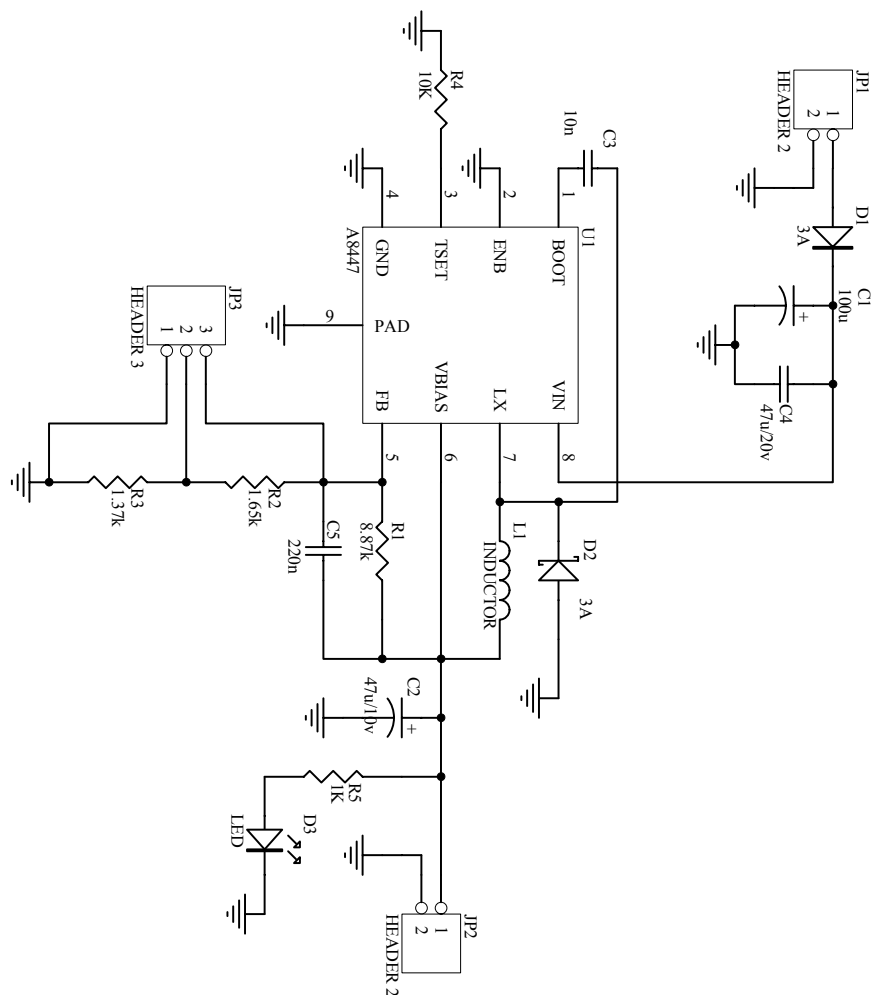 JP1
1
2
HEADER 2
D1
3A
C1
100u
+
C4
47u/20v
R4
10K
C3
10n
4
3
2
1
U1
A8447
GND
TSET
ENB
BOOT
9
PAD
FB
VBIAS
LX
VIN
5
6
7
8
JP3
3
2
1
HEADER 3
R3
1.37k
R2
1.65k
C5
220n
R1
8.87k
L1
INDUCTOR
D2
3A
C2
47u/10v
+
R5
1K
D3
LED
JP2
1
2
HEADER 2